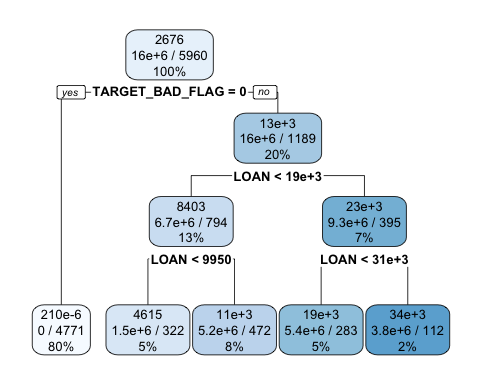 2676
16e+6 / 5960
100%
yes TARGET_BAD_FLAG = 0 no
13e+3
16e+6 / 1189
20%
LOAN < 19e+3
8403
6.7e+6 / 794
13%
23e+3
9.3e+6 / 395
7%
LOAN < 9950
LOAN < 31e+3
210e-6
0 / 4771
80%
4615
1.5e+6 / 322
5%
11e+3
5.2e+6 / 472
8%
19e+3
5.4e+6 / 283
5%
34e+3
3.8e+6 / 112
2%